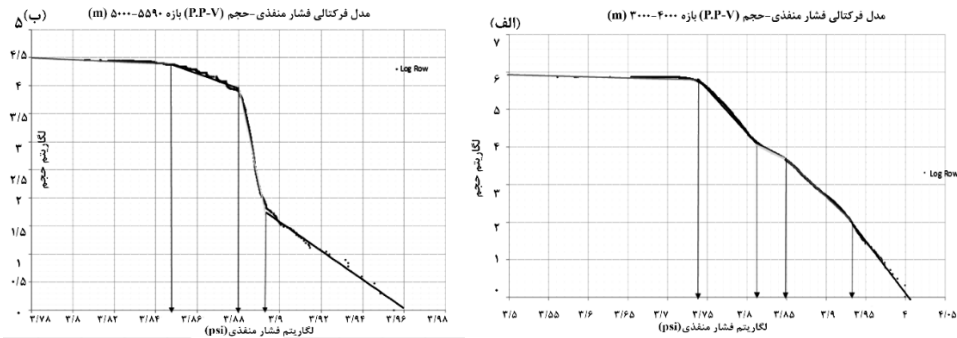 مدل فرکتالی فشار منفذی-حجم (P.P-V) بازه ۴۰۰۰-۳۰۰۰ (m)
(الف)
۷
۶
۵
۴
۳
۲
۱
۰
لگاریتم حجم
۳/۵ ۳/۵۵ ۳/۶ ۳/۶۵ ۳/۷ ۳/۷۵ ۳/۸ ۳/۸۵ ۳/۹ ۳/۹۵ ۴ ۴/۰۵
لگاریتم فشار منفذی(psi)
Log Row
مدل فرکتالی فشار منفذی-حجم (P.P-V) بازه ۵۵۹۰-۵۰۰۰ (m)
(ب)
۵
۴/۵
۴
۳/۵
۳
۲/۵
۲
۱/۵
۱
۰/۵
۰
لگاریتم حجم
۳/۷۸ ۳/۸ ۳/۸۲ ۳/۸۴ ۳/۸۶ ۳/۸۸ ۳/۹ ۳/۹۲ ۳/۹۴ ۳/۹۶ ۳/۹۸
لگاریتم فشار منفذی(psi)
Log Row